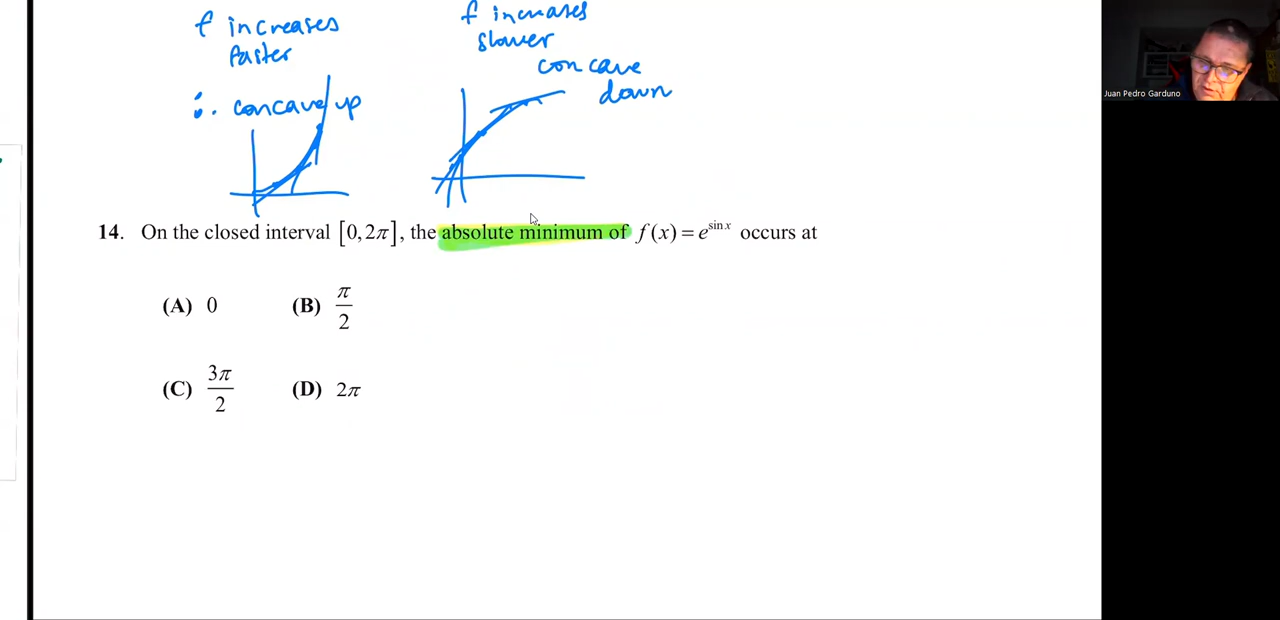 f increases
faster
∴ concave up
f increases
slower
concave
down
Juan Pedro Garduno
14. On the closed interval [0, 2π], the absolute minimum of f(x) = e^{sin x} occurs at
(A) 0 (B) π/2
(C) 3π/2 (D) 2π